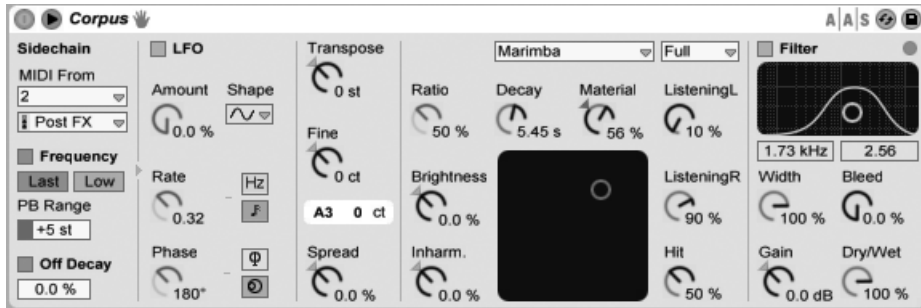 Corpus
A|A|S
Sidechain
MIDI From
2
Post FX
Frequency
Last Low
PB Range
+5 st
Off Decay
0.0 %
LFO
Amount
0.0 %
Shape
Rate
0.32
Hz
Phase
180°
Φ
Transpose
0 st
Fine
0 ct
A3 0 ct
Spread
0.0 %
Marimba Full
Ratio
50 %
Decay
5.45 s
Material
56 %
ListeningL
10 %
Brightness
0.0 %
ListeningR
90 %
Inharm.
0.0 %
Hit
50 %
Filter
1.73 kHz 2.56
Width
100 %
Bleed
0.0 %
Gain
0.0 dB
Dry/Wet
100 %